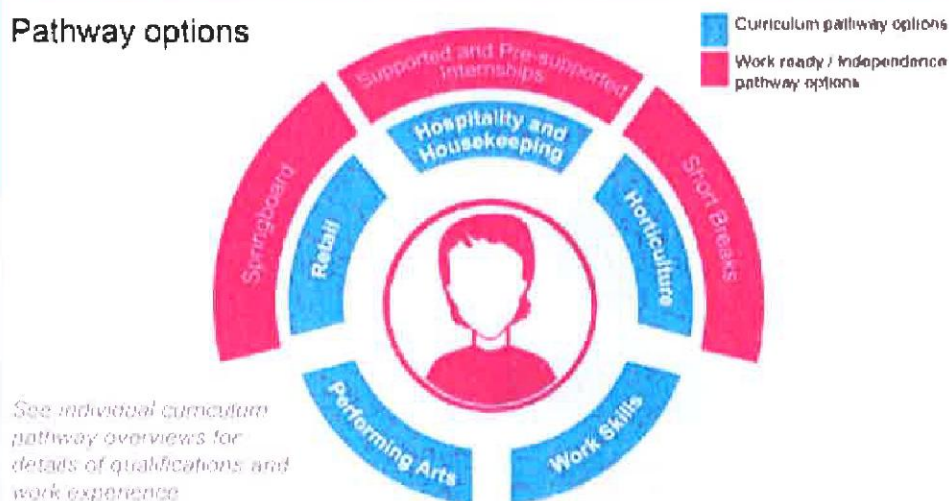 Pathway options
Curriculum pathway options
Work ready / Independence
pathway options
Supported and Pre-supported
Internships
Springboard
Short Breaks
Hospitality and
Housekeeping
Retail
Horticulture
Performing Arts
Work Skills
See individual curriculum
pathway overviews for
details of qualifications and
work experience